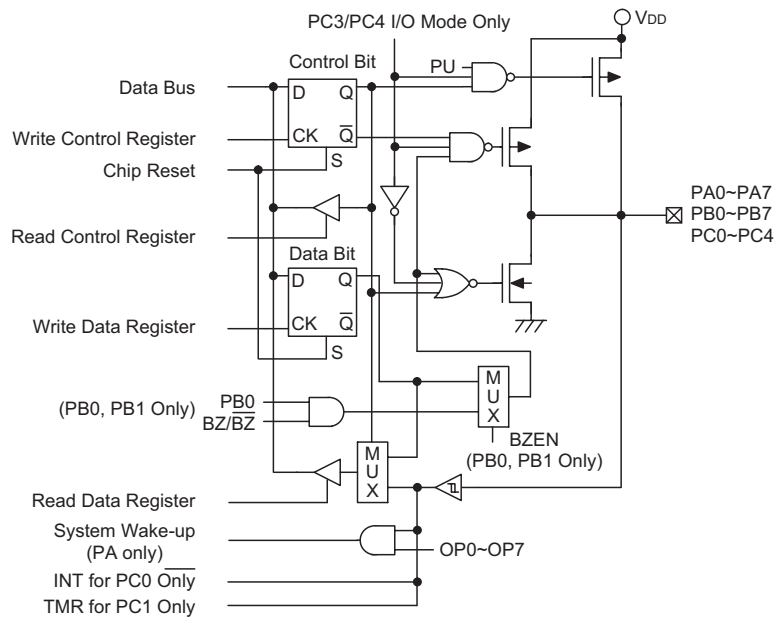 VDD
PC3/PC4 I/O Mode Only
Control Bit
PU
Data Bus
D Q
Write Control Register
CK Q̅
Chip Reset
S
PA0~PA7
PB0~PB7
PC0~PC4
Read Control Register
Data Bit
D Q
Write Data Register
CK Q̅
S
M
U
X
(PB0, PB1 Only)
PB0
BZ/B̅Z̅
BZEN
(PB0, PB1 Only)
M
U
X
Read Data Register
System Wake-up
(PA only)
OP0~OP7
INT for PC0 O̅n̅l̅y̅
TMR for PC1 Only